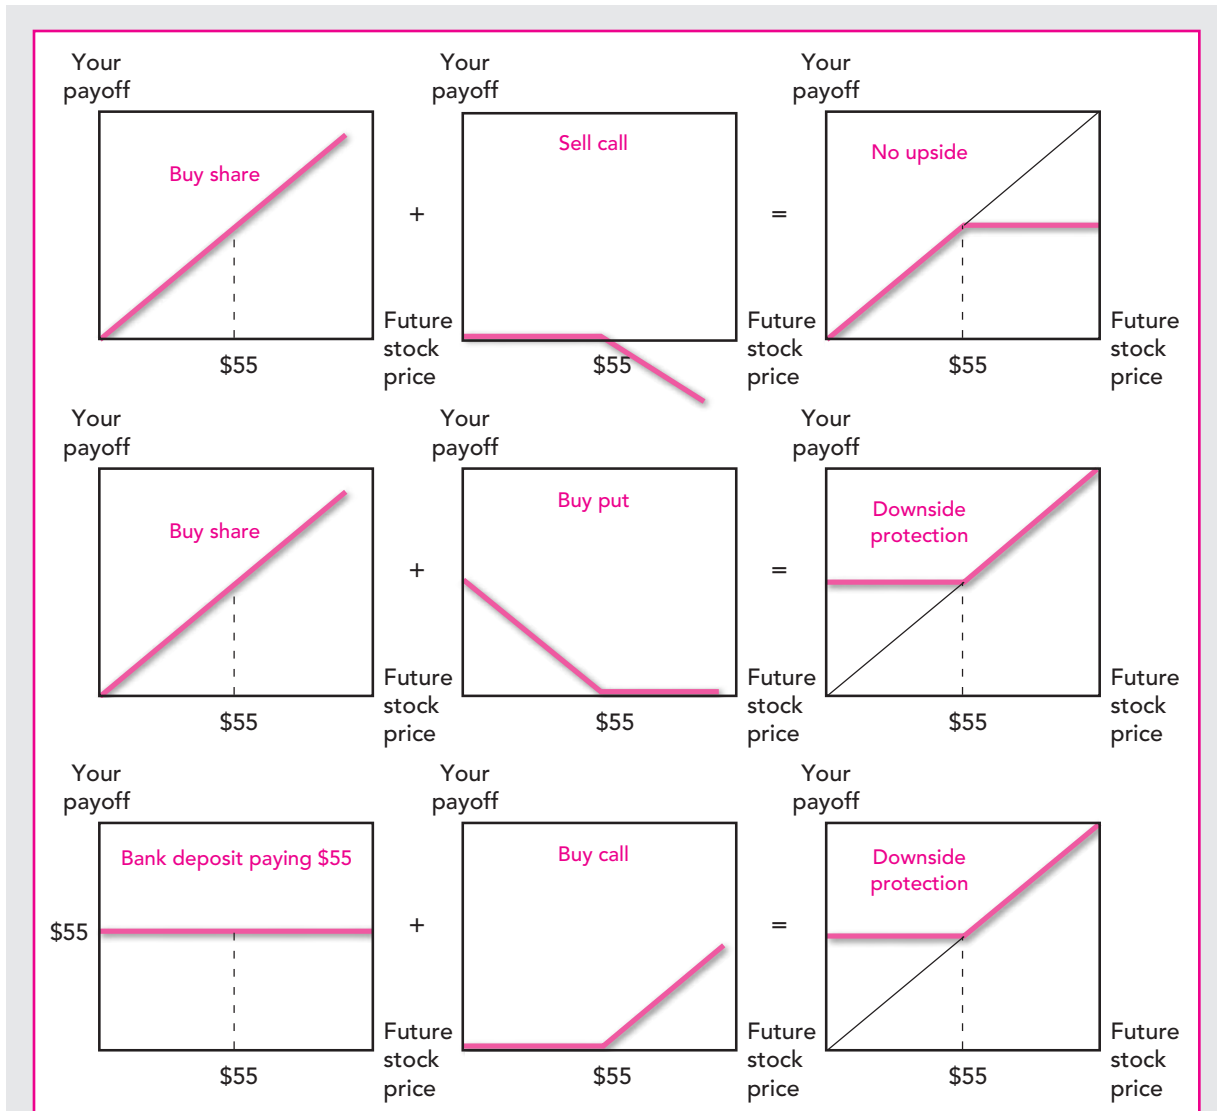 Your
payoff
Your
payoff
Your
payoff
Buy share
+
Sell call
=
No upside
$55
Future
stock
price
$55
Future
stock
price
$55
Future
stock
price
Your
payoff
Your
payoff
Your
payoff
Buy share
+
Buy put
=
Downside
protection
$55
Future
stock
price
$55
Future
stock
price
$55
Future
stock
price
Your
payoff
Your
payoff
Your
payoff
Bank deposit paying $55
$55
+
Buy call
=
Downside
protection
$55
Future
stock
price
$55
Future
stock
price
$55
Future
stock
price